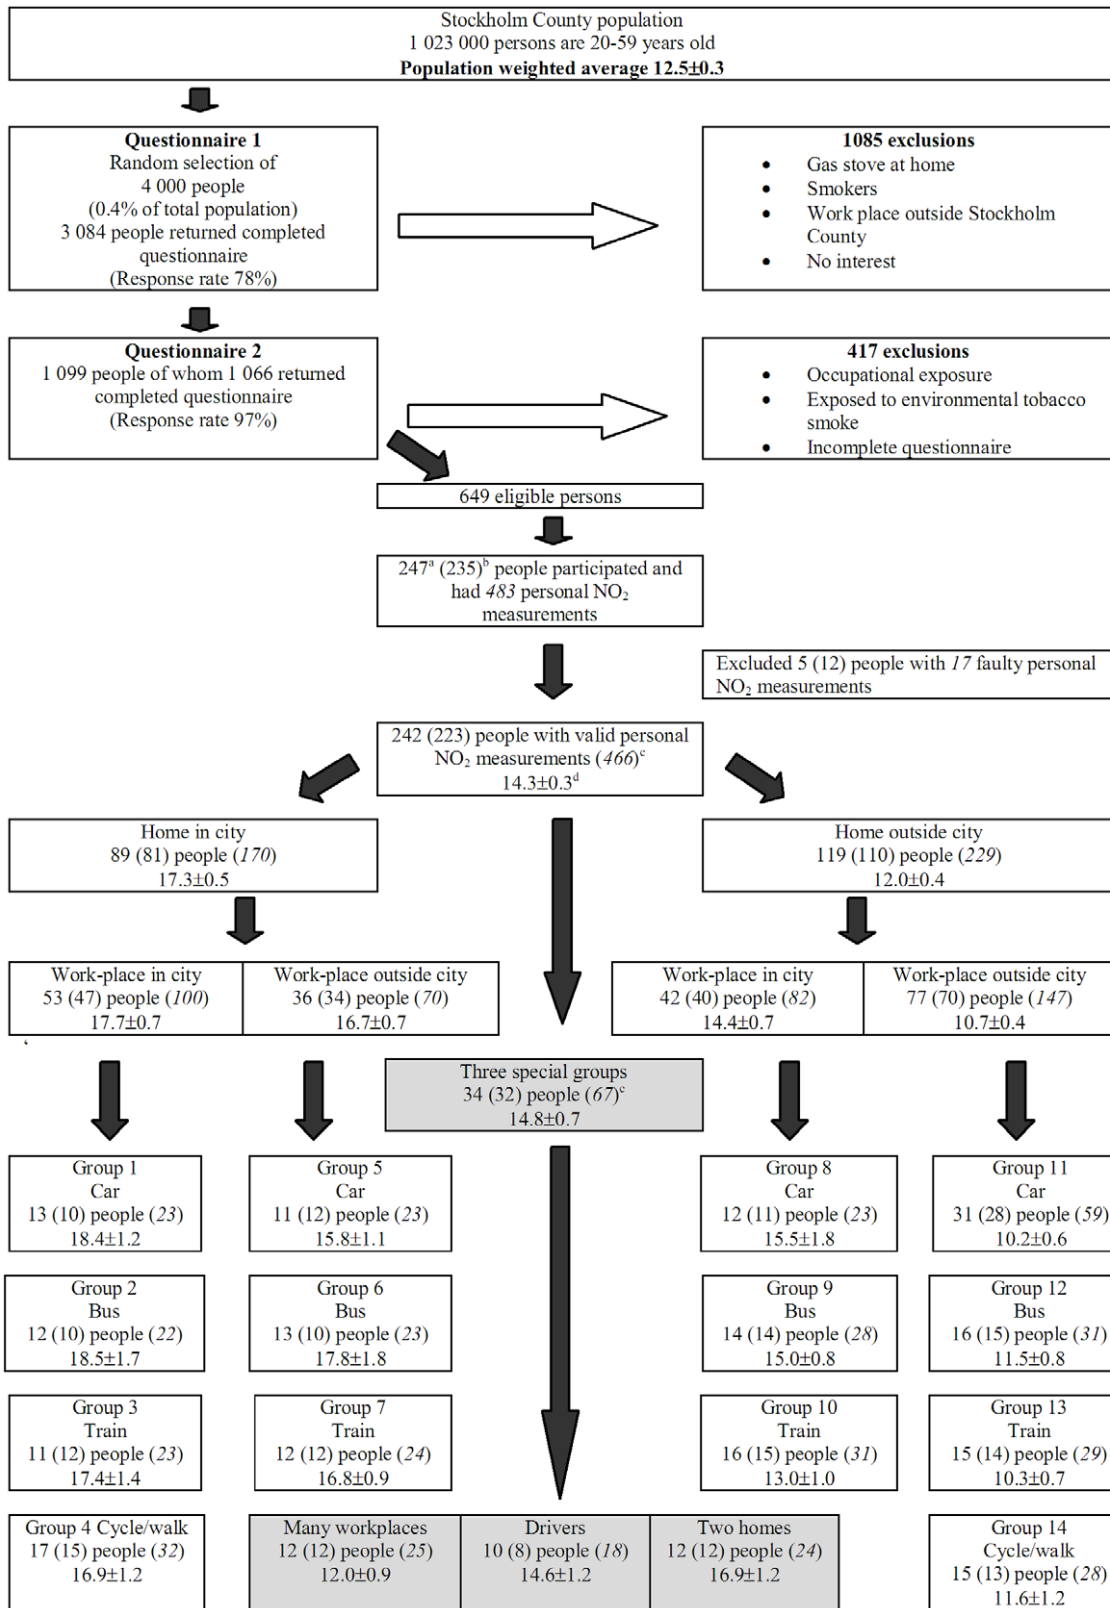 Stockholm County population
1 023 000 persons are 20-59 years old
Population weighted average 12.5±0.3
Questionnaire 1
Random selection of
4 000 people
(0.4% of total population)
3 084 people returned completed
questionnaire
(Response rate 78%)
1085 exclusions
• Gas stove at home
• Smokers
• Work place outside Stockholm
County
• No interest
Questionnaire 2
1 099 people of whom 1 066 returned
completed questionnaire
(Response rate 97%)
417 exclusions
• Occupational exposure
• Exposed to environmental tobacco
smoke
• Incomplete questionnaire
649 eligible persons
247ᵃ (235)ᵇ people participated and
had 483 personal NO₂
measurements
Excluded 5 (12) people with 17 faulty personal
NO₂ measurements
242 (223) people with valid personal
NO₂ measurements (466)ᶜ
14.3±0.3ᵈ
Home in city
89 (81) people (170)
17.3±0.5
Home outside city
119 (110) people (229)
12.0±0.4
Work-place in city
53 (47) people (100)
17.7±0.7
Work-place outside city
36 (34) people (70)
16.7±0.7
Work-place in city
42 (40) people (82)
14.4±0.7
Work-place outside city
77 (70) people (147)
10.7±0.4
Three special groups
34 (32) people (67)ᶜ
14.8±0.7
Group 1
Car
13 (10) people (23)
18.4±1.2
Group 5
Car
11 (12) people (23)
15.8±1.1
Group 8
Car
12 (11) people (23)
15.5±1.8
Group 11
Car
31 (28) people (59)
10.2±0.6
Group 2
Bus
12 (10) people (22)
18.5±1.7
Group 6
Bus
13 (10) people (23)
17.8±1.8
Group 9
Bus
14 (14) people (28)
15.0±0.8
Group 12
Bus
16 (15) people (31)
11.5±0.8
Group 3
Train
11 (12) people (23)
17.4±1.4
Group 7
Train
12 (12) people (24)
16.8±0.9
Group 10
Train
16 (15) people (31)
13.0±1.0
Group 13
Train
15 (14) people (29)
10.3±0.7
Group 4 Cycle/walk
17 (15) people (32)
16.9±1.2
Many workplaces
12 (12) people (25)
12.0±0.9
Drivers
10 (8) people (18)
14.6±1.2
Two homes
12 (12) people (24)
16.9±1.2
Group 14
Cycle/walk
15 (13) people (28)
11.6±1.2